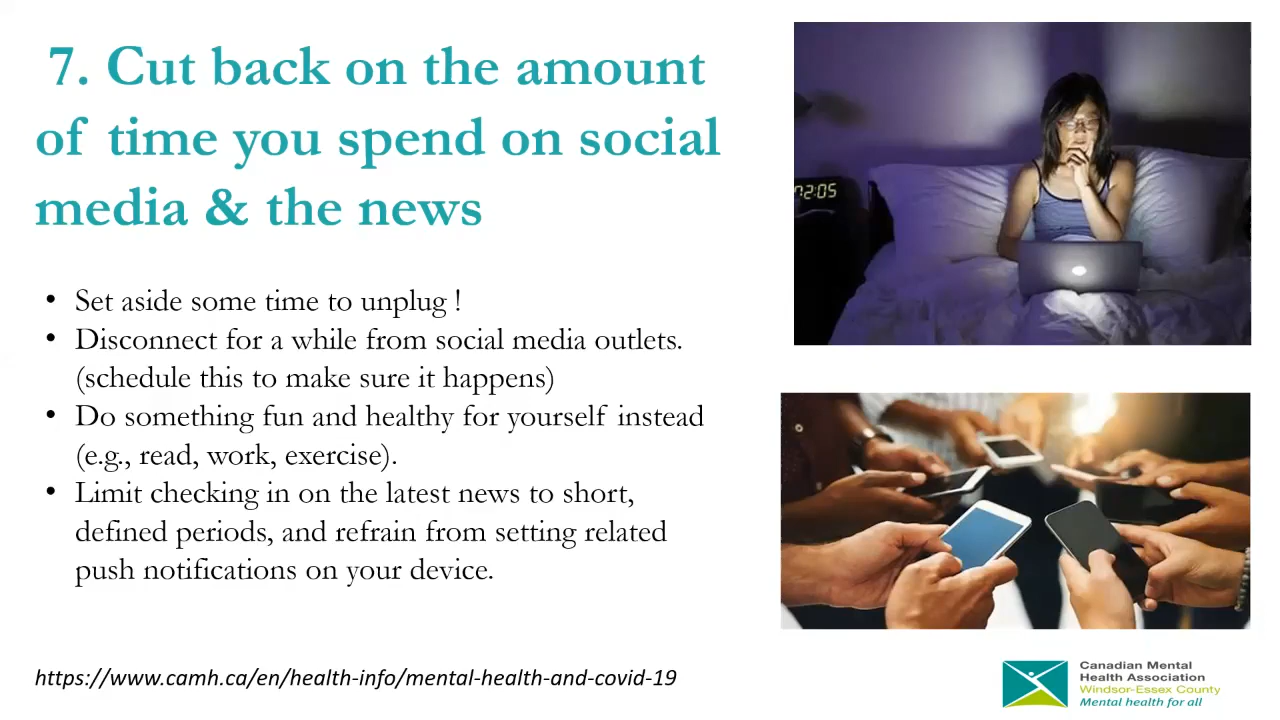 7. Cut back on the amount
of time you spend on social
media & the news
• Set aside some time to unplug !
• Disconnect for a while from social media outlets.
(schedule this to make sure it happens)
• Do something fun and healthy for yourself instead
(e.g., read, work, exercise).
• Limit checking in on the latest news to short,
defined periods, and refrain from setting related
push notifications on your device.
https://www.camh.ca/en/health-info/mental-health-and-covid-19
02:05
Canadian Mental
Health Association
Windsor-Essex County
Mental health for all